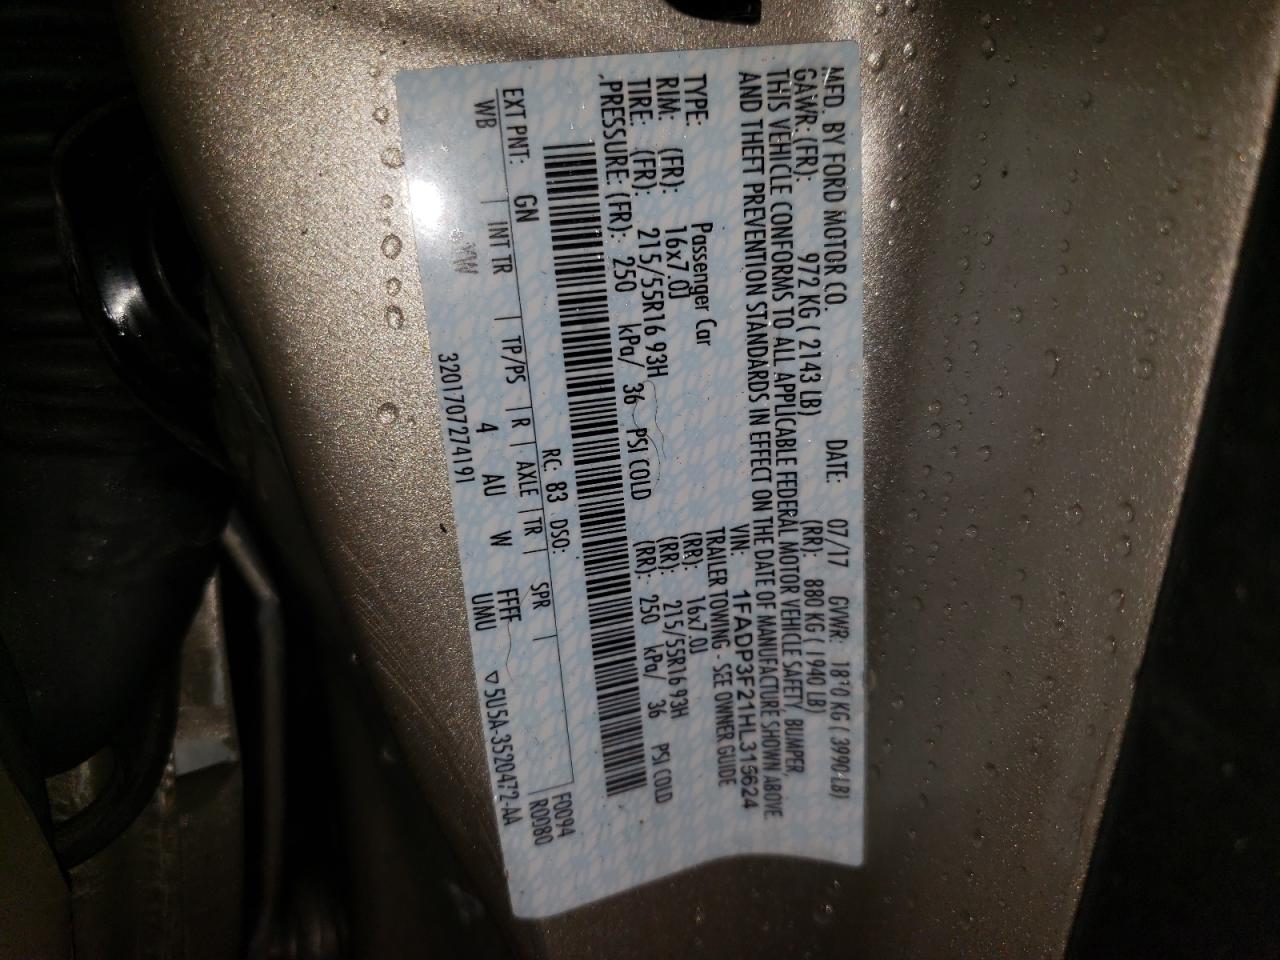 MFD. BY FORD MOTOR CO. DATE: 07/17 GVWR: KG ( 3990 LB)
GAWR: (FR): 972 KG ( 2143 LB) (RR): 880 KG ( 1940 LB)
THIS VEHICLE CONFORMS TO ALL APPLICABLE FEDERAL MOTOR VEHICLE SAFETY, BUMPER,
AND THEFT PREVENTION STANDARDS IN EFFECT ON THE DATE OF MANUFACTURE SHOWN ABOVE.
VIN: 1FADP3F21HL315624
TYPE: Passenger Car TRAILER TOWING - SEE OWNER GUIDE
RIM: (FR): 16x7.0J (RR): 16x7.0J
TIRE: (FR): 215/55R16 93H (RR): 215/55R16 93H
PRESSURE: (FR): 250 kPa/ 36 PSI COLD (RR): 250 kPa/ 36 PSI COLD
RC: 83 DSO: F0094
EXT PNT: GN R0080
WB | INT TR | TP/PS | R | AXLE | TR | SPR |
YW 4 AU W FFFF ▽5U5A-3520472-AA
3201707274191 UMU